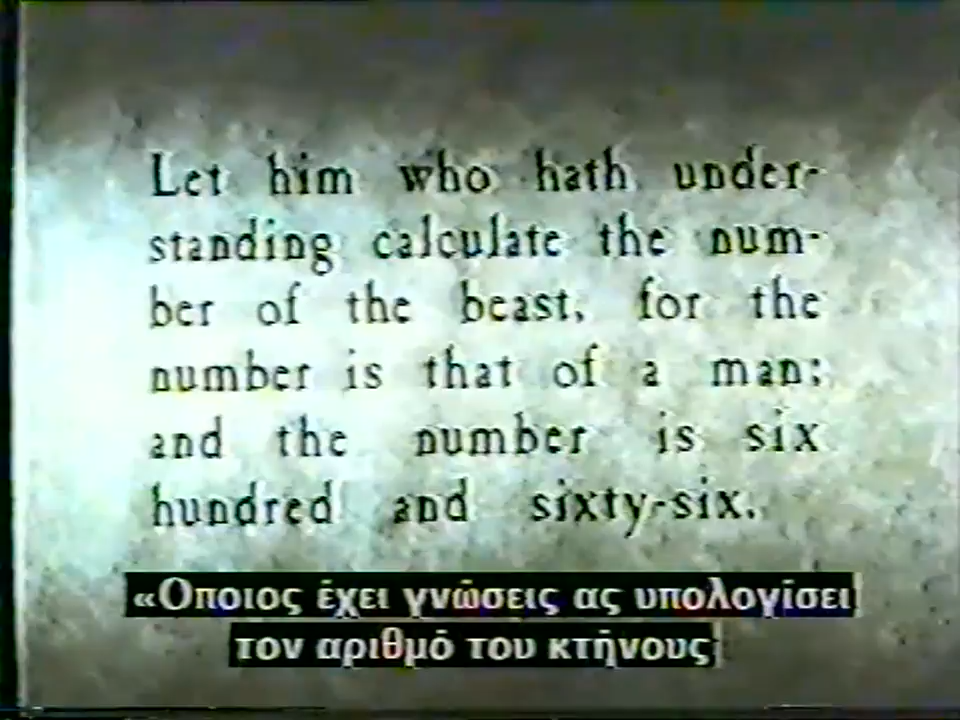 Let him who hath under-
standing calculate the num-
ber of the beast, for the
number is that of a man;
and the number is six
hundred and sixty-six.
«Οποιος έχει γνώσεις ας υπολογίσει
τον αριθμό του κτήνους